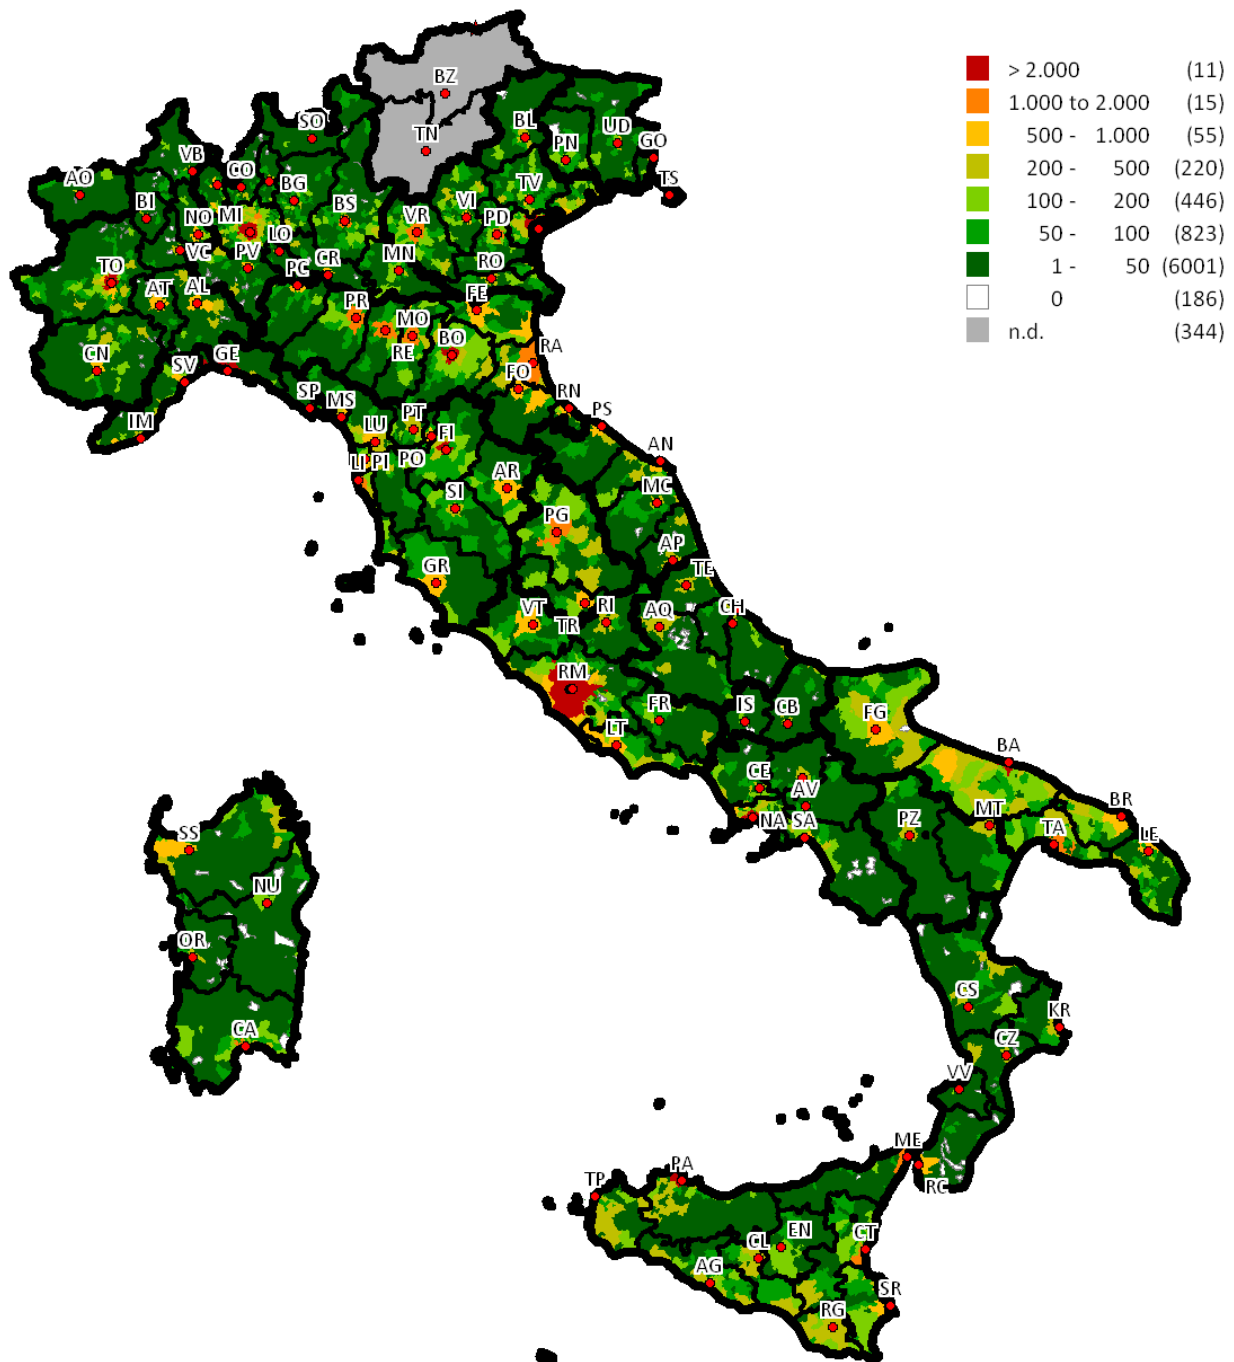 > 2.000 (11)
1.000 to 2.000 (15)
500 - 1.000 (55)
200 - 500 (220)
100 - 200 (446)
50 - 100 (823)
1 - 50 (6001)
0 (186)
n.d. (344)
BZ
SO
TN
BL
UD
PN
GO
VB
CO
AO
BG
TS
BI
TV
NO
MI
BS
VI
VR
PD
LO
VC
PV
CR
MN
RO
TO
PC
AT
AL
FE
PR
MO
BO
RE
RA
CN
SV
GE
FO
SP
MS
RN
PS
IM
LU
PT
FI
LI
PI
PO
AN
AR
SI
MC
PG
AP
GR
TE
VT
TR
RI
AQ
CH
RM
FR
IS
CB
FG
LT
BA
CE
AV
NA
SA
PZ
MT
BR
TA
LE
SS
NU
OR
CS
CA
KR
CZ
VV
ME
RC
PA
TP
EN
CT
CL
AG
SR
RG